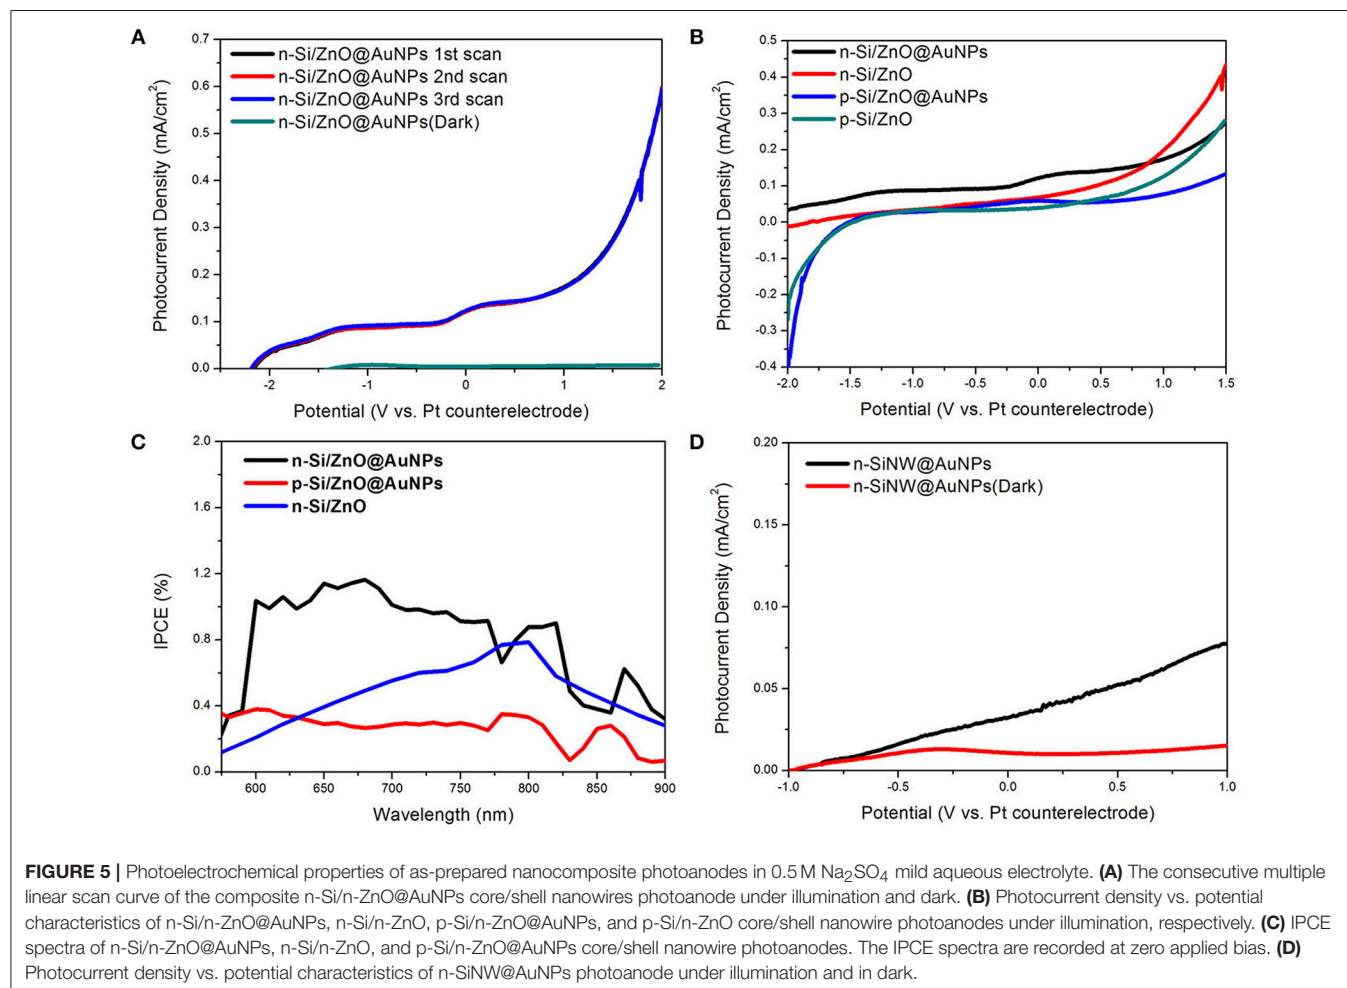 A
n-Si/ZnO@AuNPs 1st scan
n-Si/ZnO@AuNPs 2nd scan
n-Si/ZnO@AuNPs 3rd scan
n-Si/ZnO@AuNPs(Dark)
Photocurrent Density (mA/cm²)
0.7
0.6
0.5
0.4
0.3
0.2
0.1
0.0
-2
-1
0
1
2
Potential (V vs. Pt counterelectrode)
B
n-Si/ZnO@AuNPs
n-Si/ZnO
p-Si/ZnO@AuNPs
p-Si/ZnO
Photocurrent Density (mA/cm²)
0.5
0.4
0.3
0.2
0.1
0.0
-0.1
-0.2
-0.3
-0.4
-2.0
-1.5
-1.0
-0.5
0.0
0.5
1.0
1.5
Potential (V vs. Pt counterelectrode)
C
n-Si/ZnO@AuNPs
p-Si/ZnO@AuNPs
n-Si/ZnO
IPCE (%)
2.0
1.6
1.2
0.8
0.4
0.0
600
650
700
750
800
850
900
Wavelength (nm)
D
n-SiNW@AuNPs
n-SiNW@AuNPs(Dark)
Photocurrent Density (mA/cm²)
0.20
0.15
0.10
0.05
0.00
-1.0
-0.5
0.0
0.5
1.0
Potential (V vs. Pt counterelectrode)
FIGURE 5 | Photoelectrochemical properties of as-prepared nanocomposite photoanodes in 0.5 M Na₂SO₄ mild aqueous electrolyte. (A) The consecutive multiple
linear scan curve of the composite n-Si/n-ZnO@AuNPs core/shell nanowires photoanode under illumination and dark. (B) Photocurrent density vs. potential
characteristics of n-Si/n-ZnO@AuNPs, n-Si/n-ZnO, p-Si/n-ZnO@AuNPs, and p-Si/n-ZnO core/shell nanowire photoanodes under illumination, respectively. (C) IPCE
spectra of n-Si/n-ZnO@AuNPs, n-Si/n-ZnO, and p-Si/n-ZnO@AuNPs core/shell nanowire photoanodes. The IPCE spectra are recorded at zero applied bias. (D)
Photocurrent density vs. potential characteristics of n-SiNW@AuNPs photoanode under illumination and in dark.